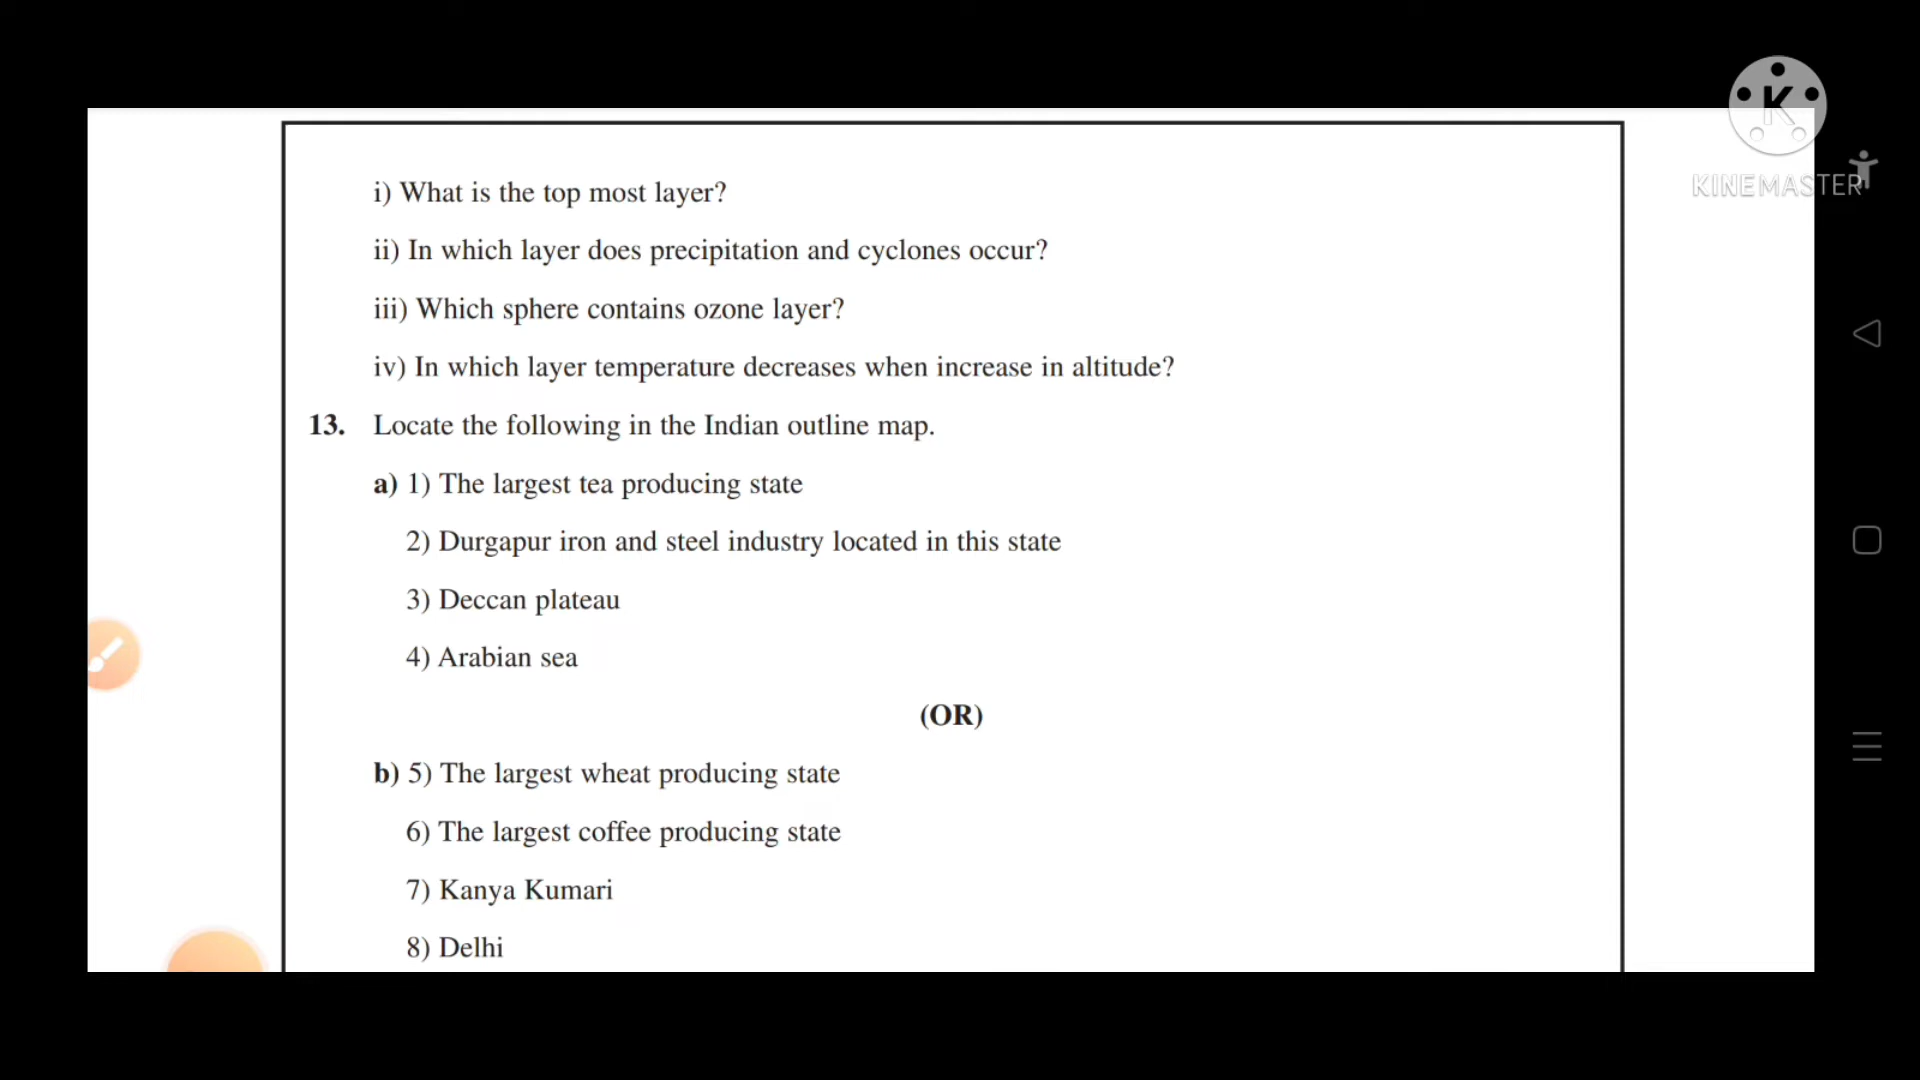 K
KINEMASTER
i) What is the top most layer?
ii) In which layer does precipitation and cyclones occur?
iii) Which sphere contains ozone layer?
iv) In which layer temperature decreases when increase in altitude?
13. Locate the following in the Indian outline map.
a) 1) The largest tea producing state
2) Durgapur iron and steel industry located in this state
3) Deccan plateau
4) Arabian sea
(OR)
b) 5) The largest wheat producing state
6) The largest coffee producing state
7) Kanya Kumari
8) Delhi